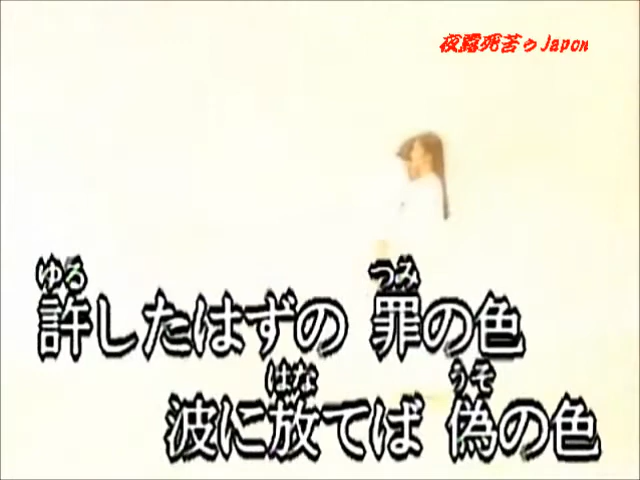 夜露死苦ぅJapon
ゆる つみ
許したはずの 罪の色
はな うそ
波に放てば 偽の色